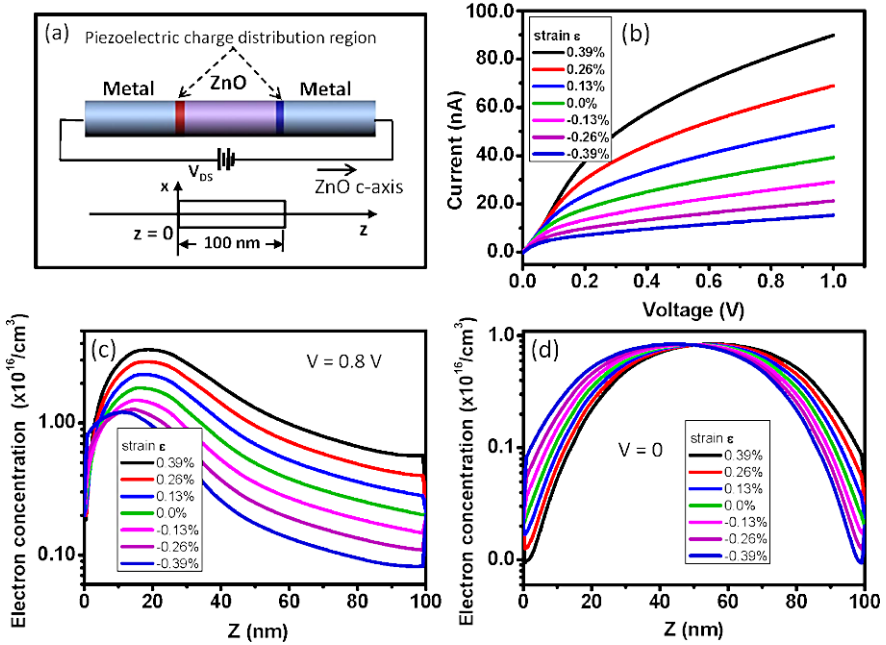 (a)
Piezoelectric charge distribution region
Metal
ZnO
Metal
V_DS
ZnO c-axis
x
z = 0
100 nm
z
(b)
strain ε
0.39%
0.26%
0.13%
0.0%
-0.13%
-0.26%
-0.39%
Current (nA)
100.0
80.0
60.0
40.0
20.0
0.0
0.0 0.2 0.4 0.6 0.8 1.0
Voltage (V)
(c)
V = 0.8 V
strain ε
0.39%
0.26%
0.13%
0.0%
-0.13%
-0.26%
-0.39%
Electron concentration (x10^16/cm^3)
1.00
0.10
0 20 40 60 80 100
Z (nm)
(d)
V = 0
strain ε
0.39%
0.26%
0.13%
0.0%
-0.13%
-0.26%
-0.39%
Electron concentration (x10^16/cm^3)
1.0
0.1
0.0
0 20 40 60 80 100
Z (nm)